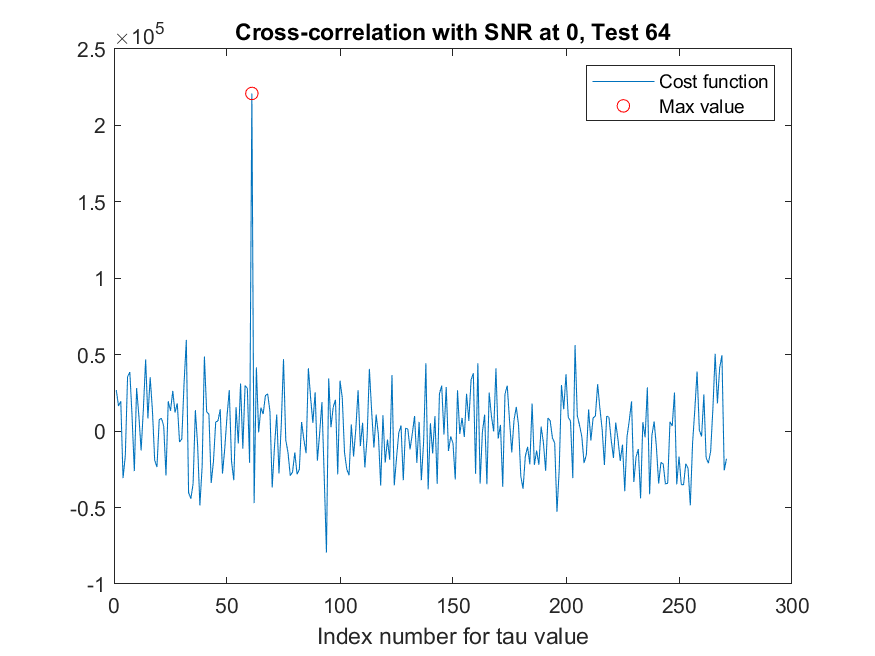 ×10^5
Cross-correlation with SNR at 0, Test 64
2.5
2
1.5
1
0.5
0
-0.5
-1
Cost function
Max value
0 50 100 150 200 250 300
Index number for tau value